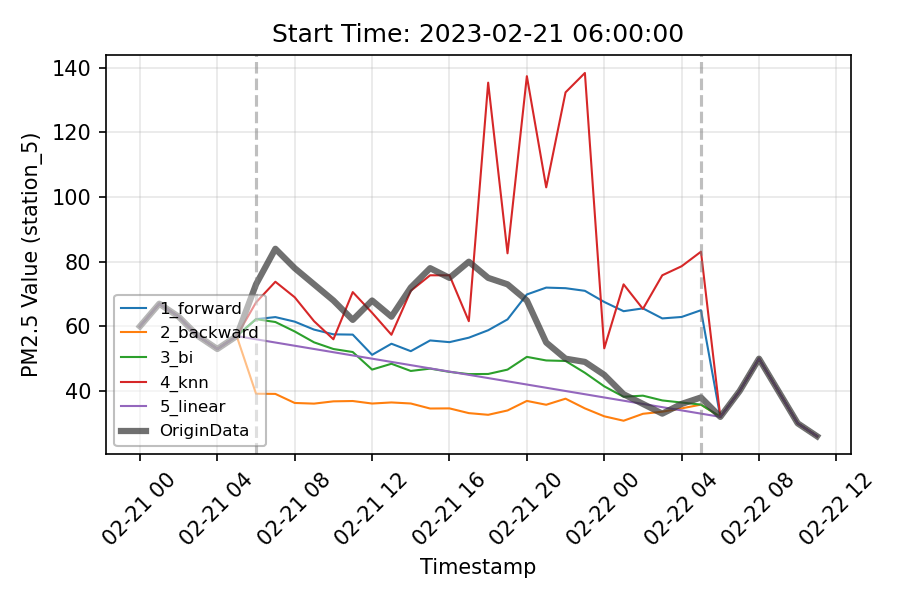 Start Time: 2023-02-21 06:00:00
PM2.5 Value (station_5)
140
120
100
80
60
40
1_forward
2_backward
3_bi
4_knn
5_linear
OriginData
02-21 00
02-21 04
02-21 08
02-21 12
02-21 16
02-21 20
02-22 00
02-22 04
02-22 08
02-22 12
Timestamp